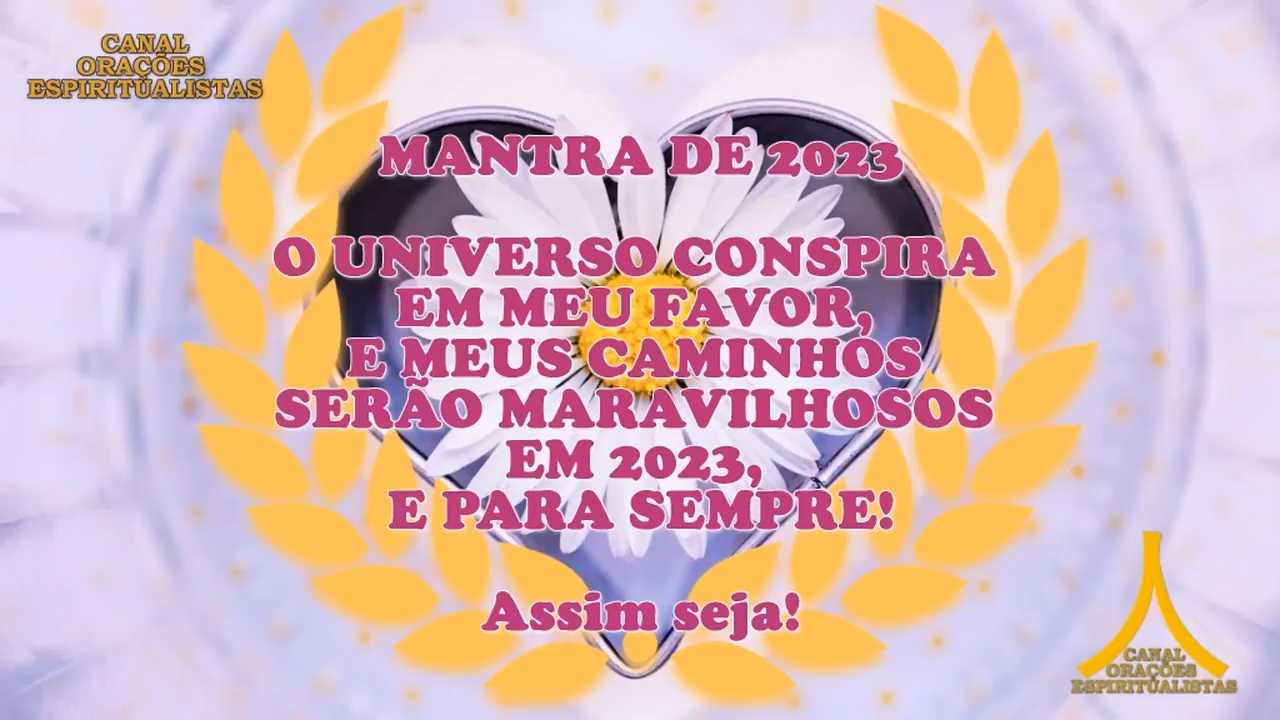 CANAL
ORAÇÕES
ESPIRITUALISTAS
MANTRA DE 2023
O UNIVERSO CONSPIRA
EM MEU FAVOR,
E MEUS CAMINHOS
SERÃO MARAVILHOSOS
EM 2023,
E PARA SEMPRE!
Assim seja!
CANAL
ORAÇÕES
ESPIRITUALISTAS